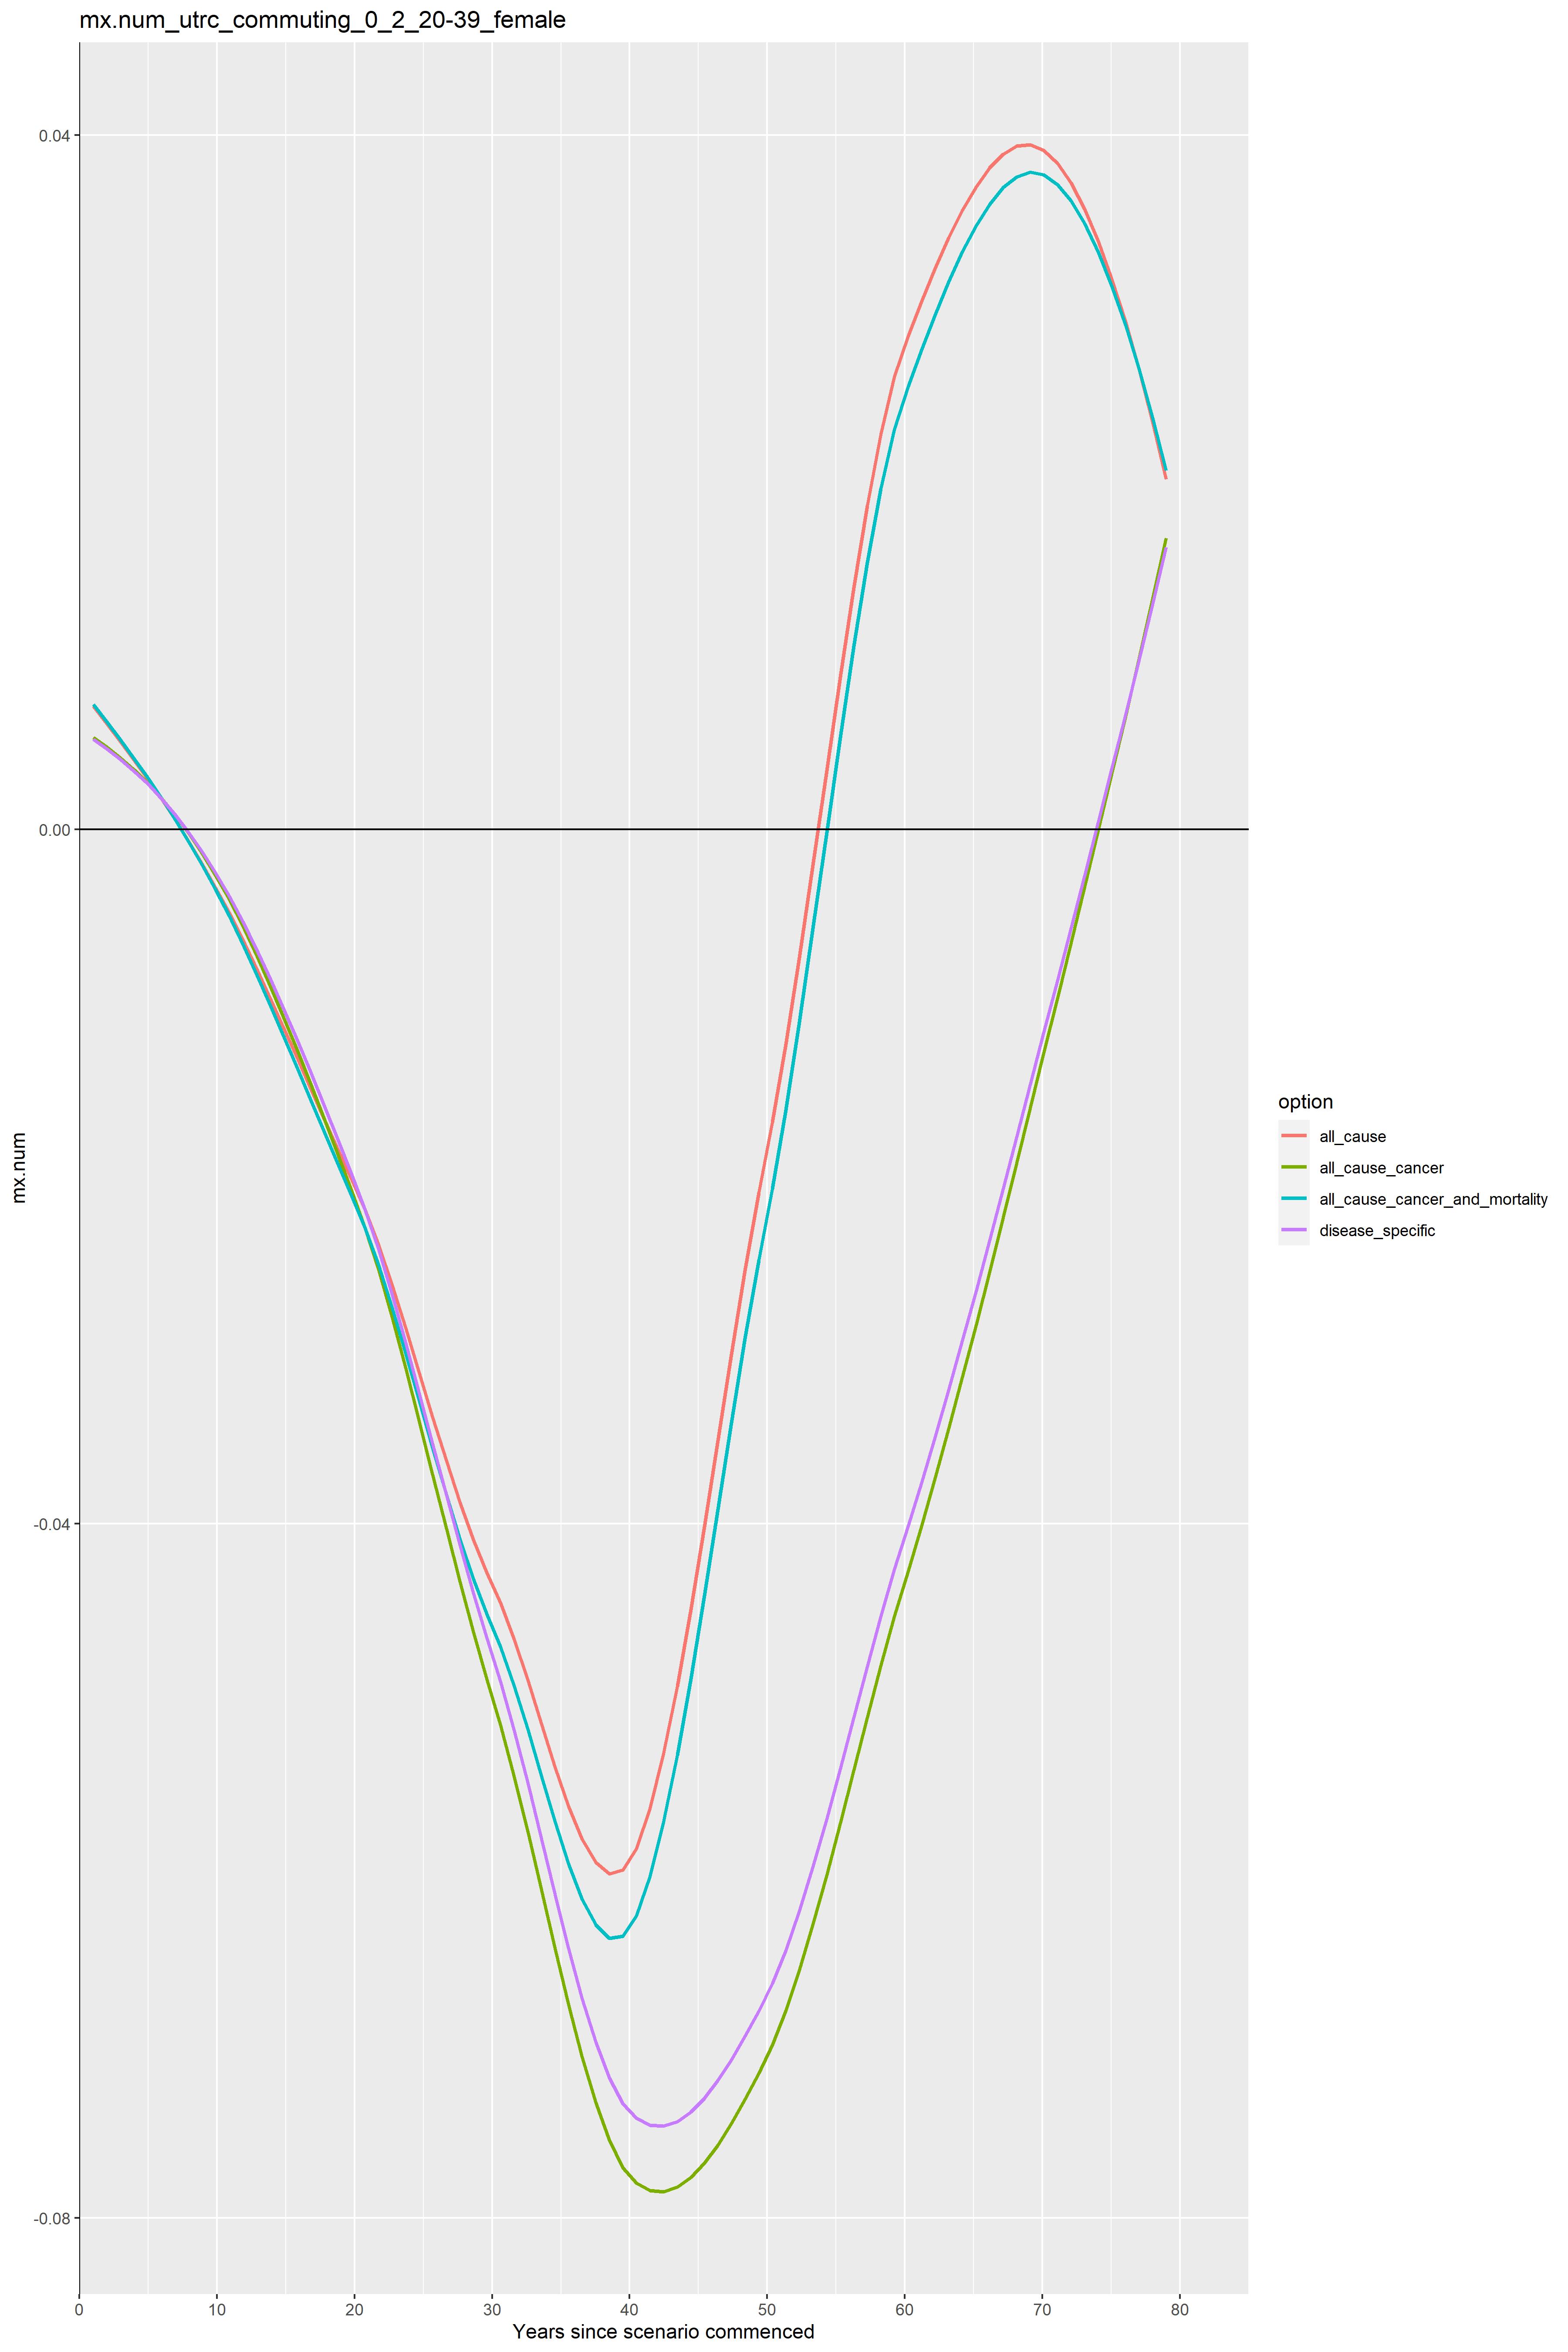 mx.num_utrc_commuting_0_2_20-39_female
mx.num
0.04
0.00
-0.04
-0.08
0 10 20 30 40 50 60 70 80
Years since scenario commenced
option
all_cause
all_cause_cancer
all_cause_cancer_and_mortality
disease_specific